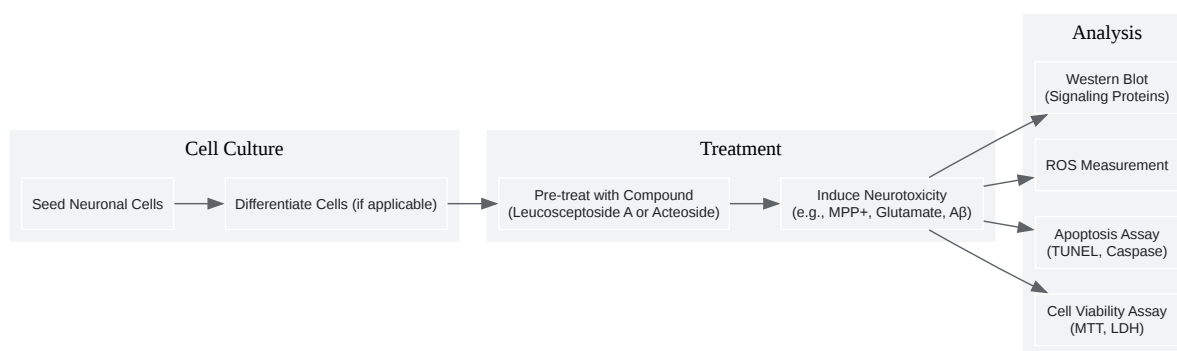 Cell Culture
Seed Neuronal Cells
Differentiate Cells (if applicable)
Treatment
Pre-treat with Compound
(Leucosceptoside A or Acteoside)
Induce Neurotoxicity
(e.g., MPP+, Glutamate, Aβ)
Analysis
Western Blot
(Signaling Proteins)
ROS Measurement
Apoptosis Assay
(TUNEL, Caspase)
Cell Viability Assay
(MTT, LDH)